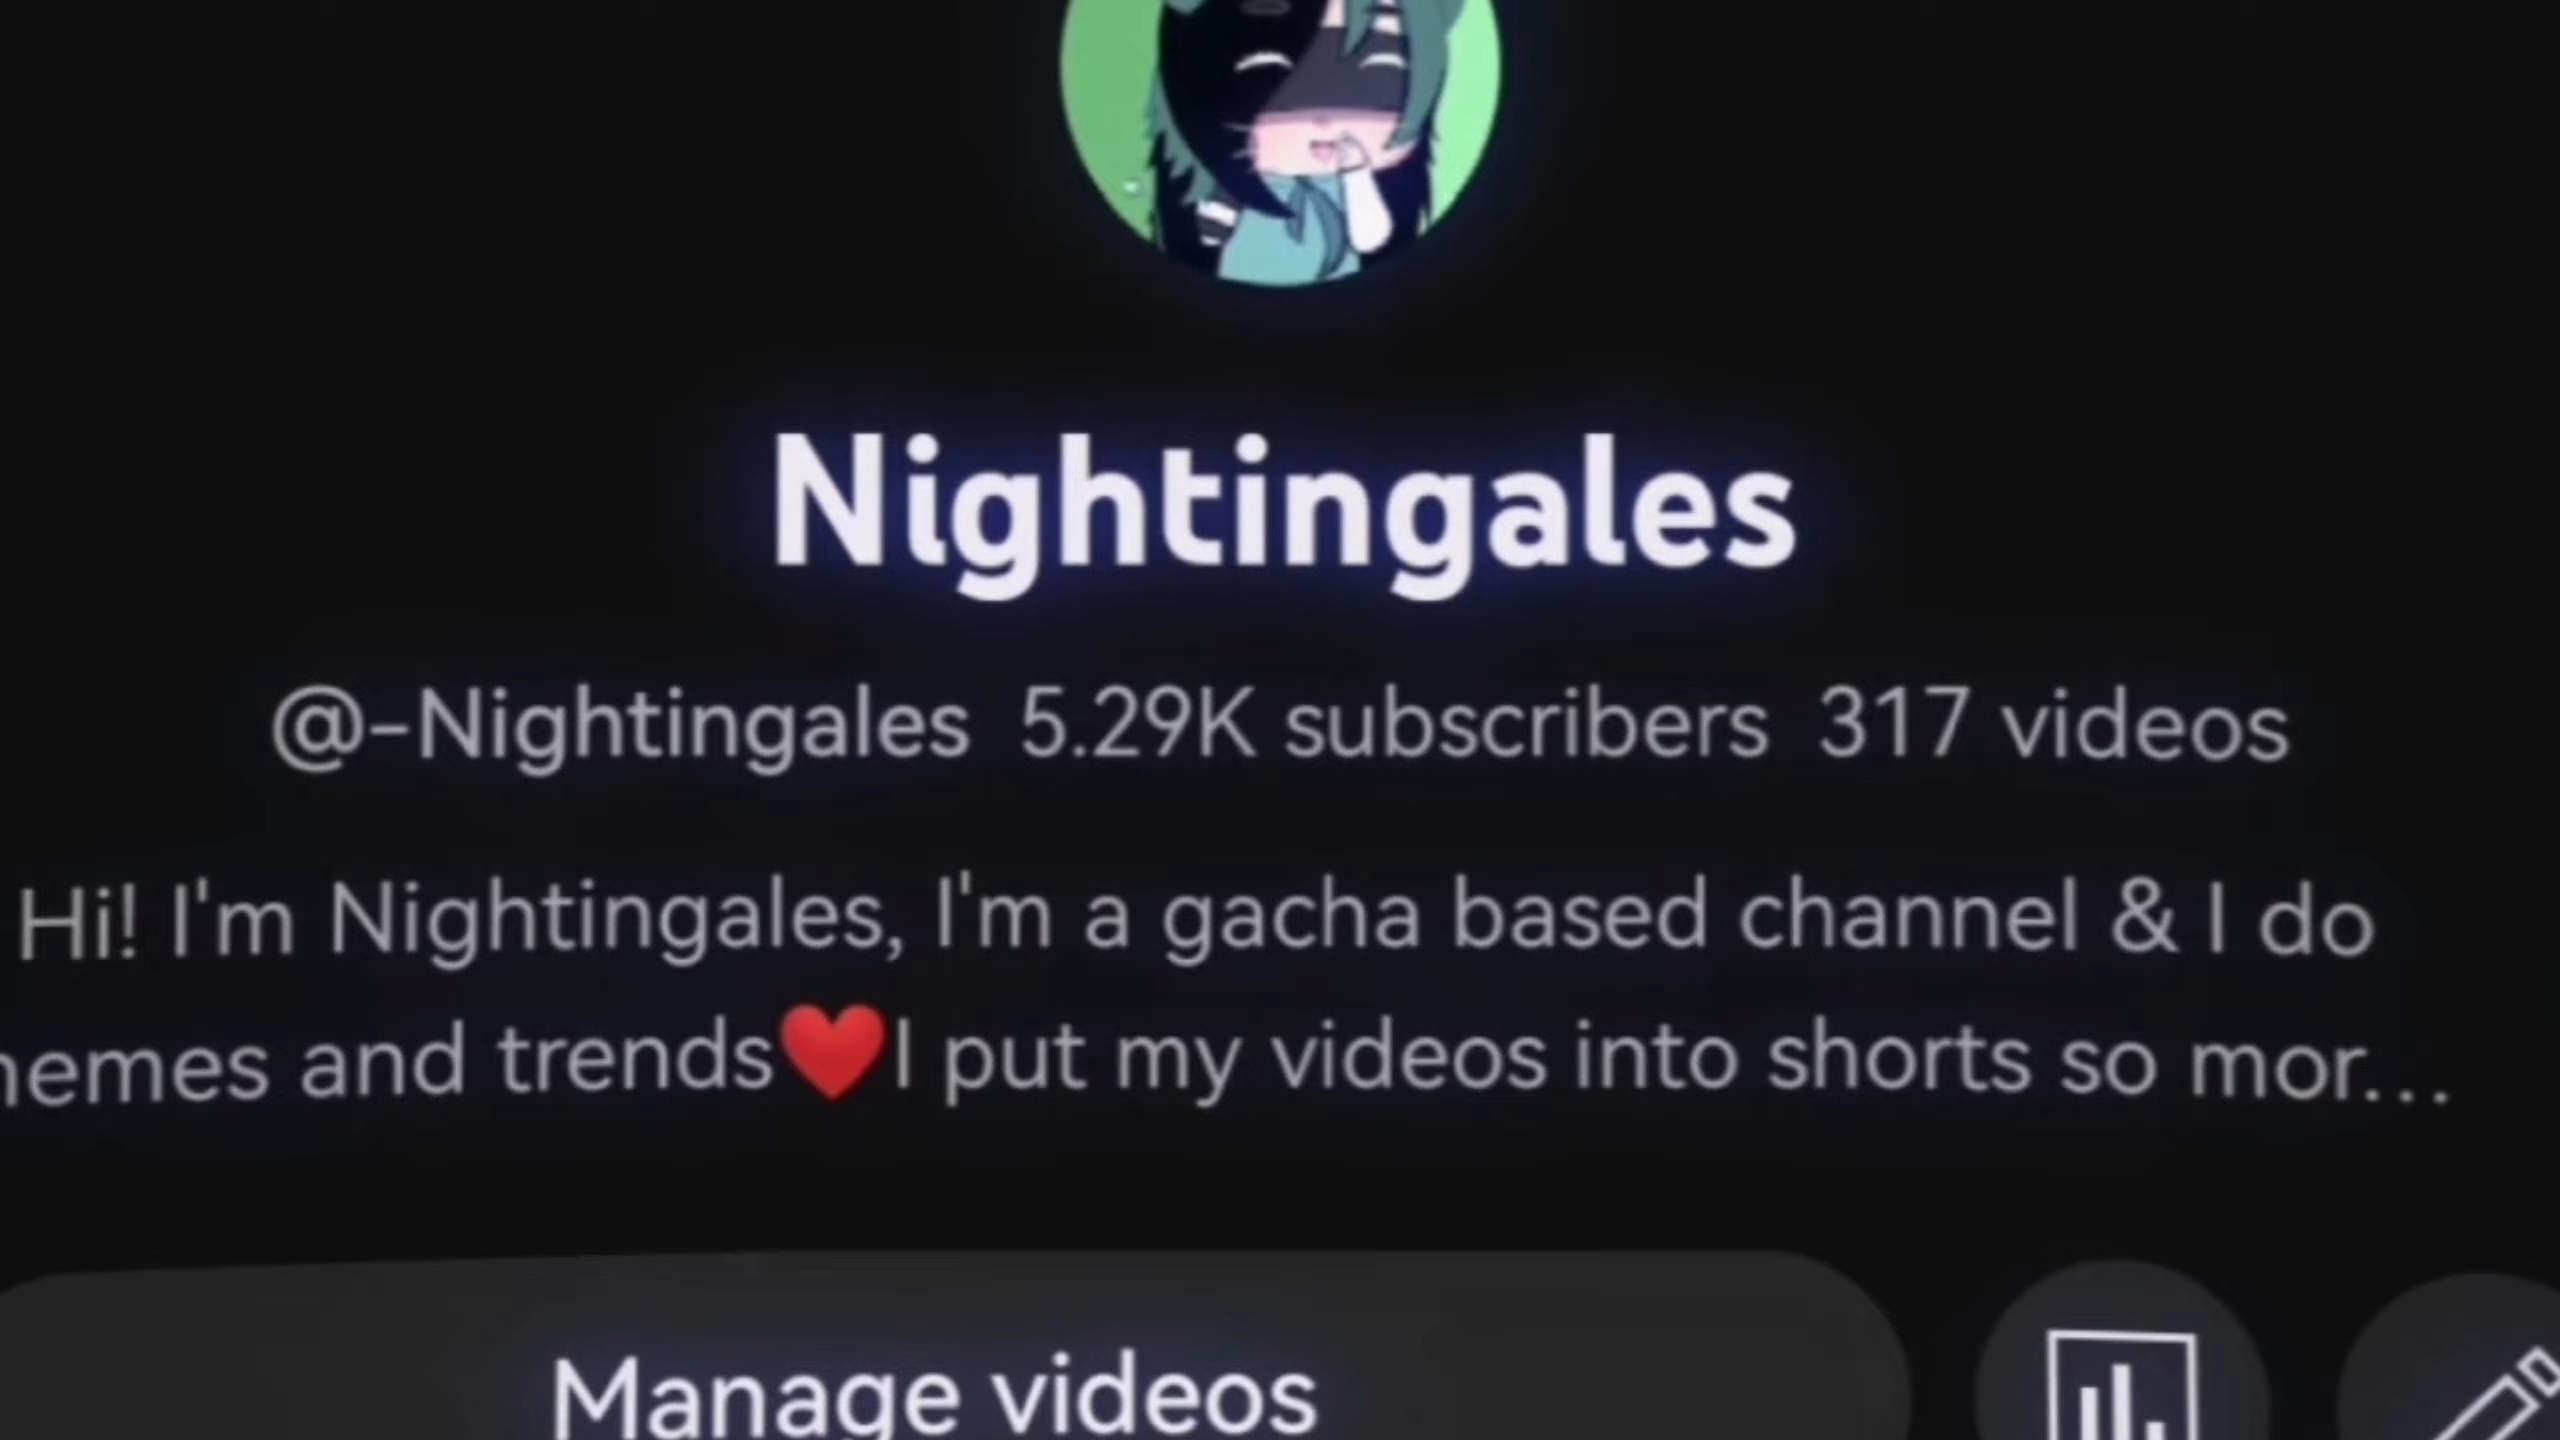 Nightingales
@-Nightingales 5.29K subscribers 317 videos
Hi! I'm Nightingales, I'm a gacha based channel & I do
and trends❤️I put my videos into shorts so mor...
Manage videos